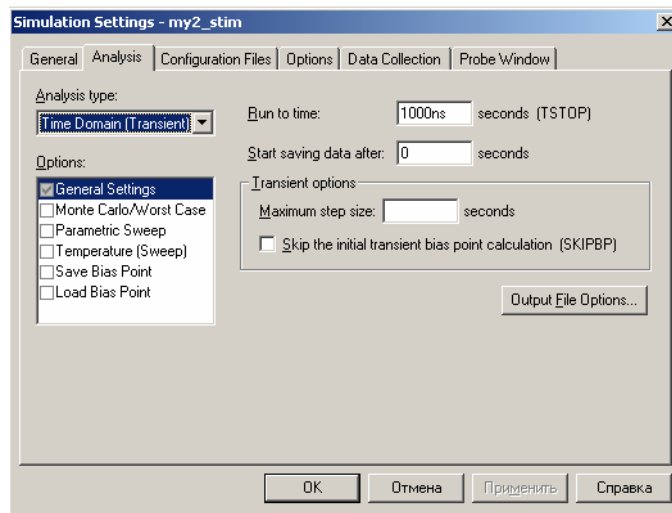 Simulation Settings - my2_stim
General Analysis Configuration Files Options Data Collection Probe Window
Analysis type:
Time Domain (Transient)
Run to time: 1000ns seconds (TSTOP)
Start saving data after: 0 seconds
Options:
General Settings
Monte Carlo/Worst Case
Parametric Sweep
Temperature (Sweep)
Save Bias Point
Load Bias Point
Transient options
Maximum step size: seconds
Skip the initial transient bias point calculation (SKIPBP)
Output File Options...
OK Отмена Применить Справка